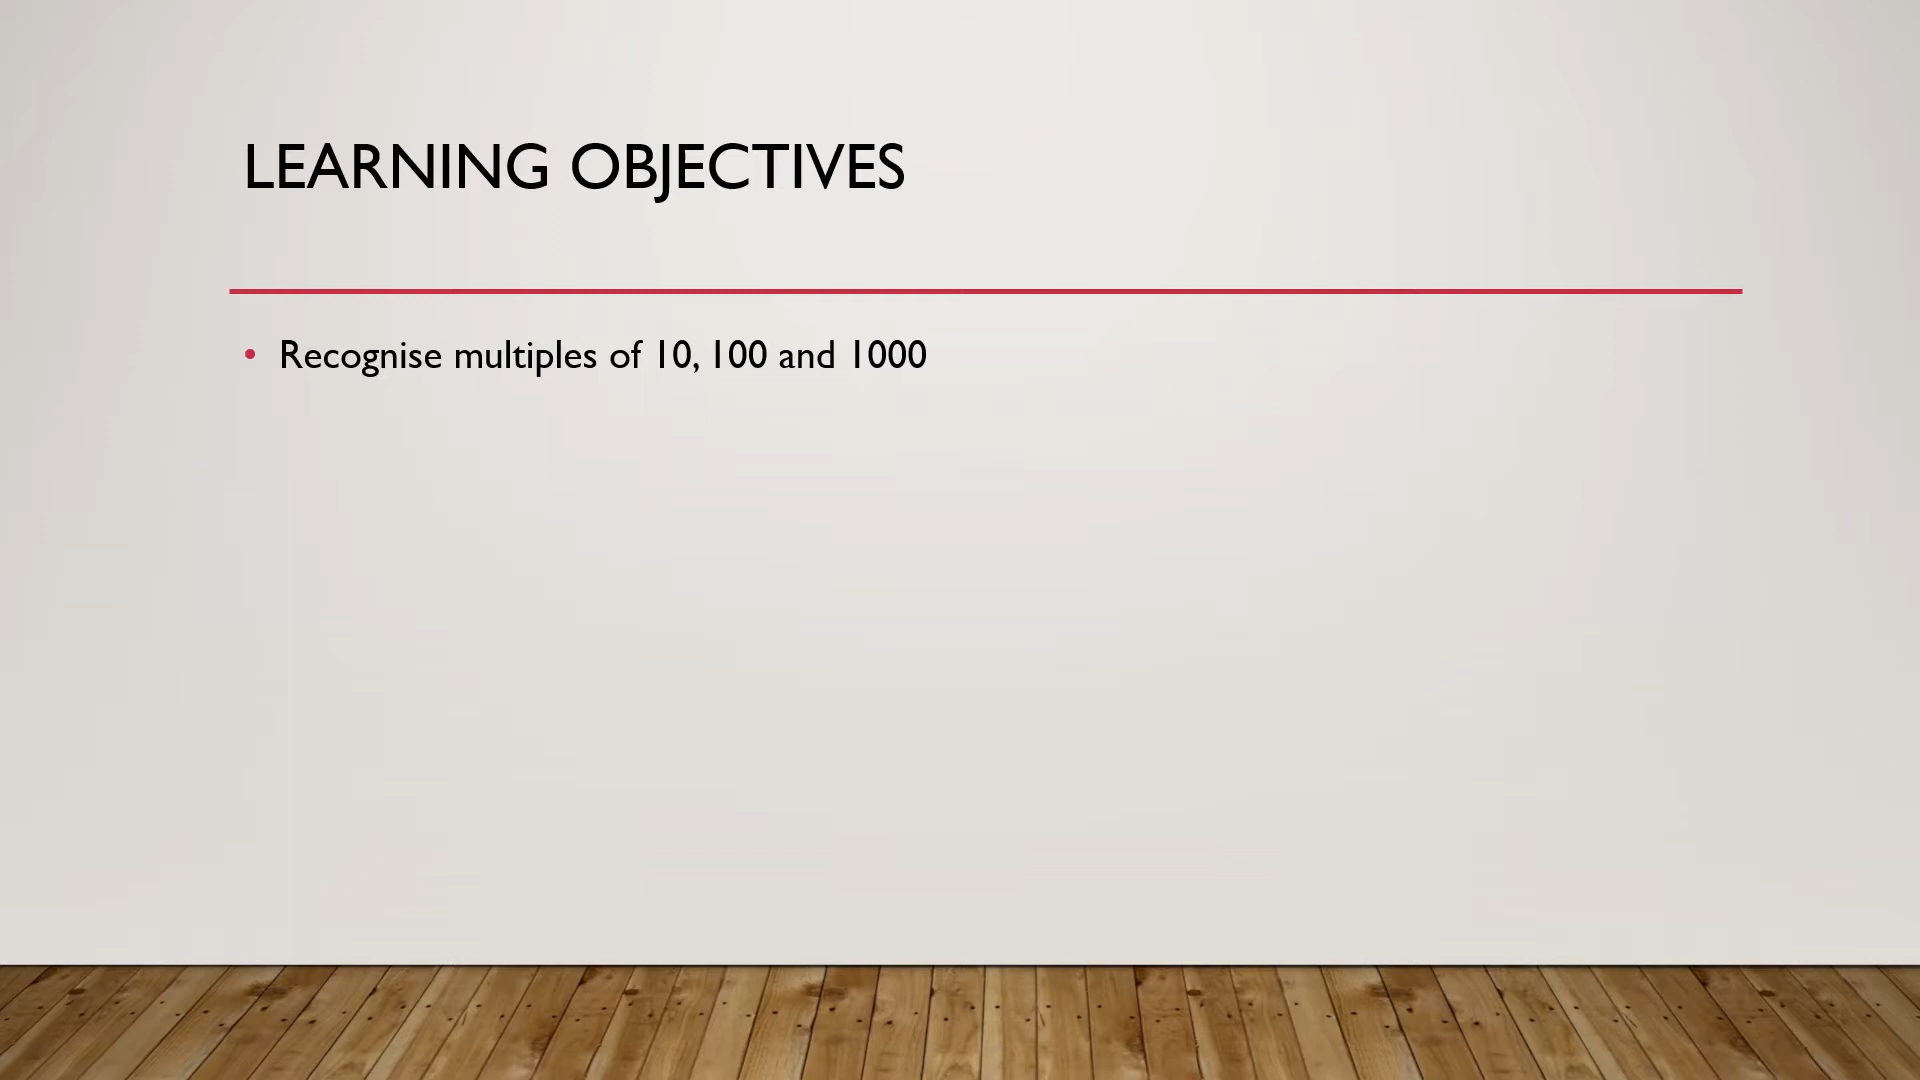 LEARNING OBJECTIVES
• Recognise multiples of 10, 100 and 1000